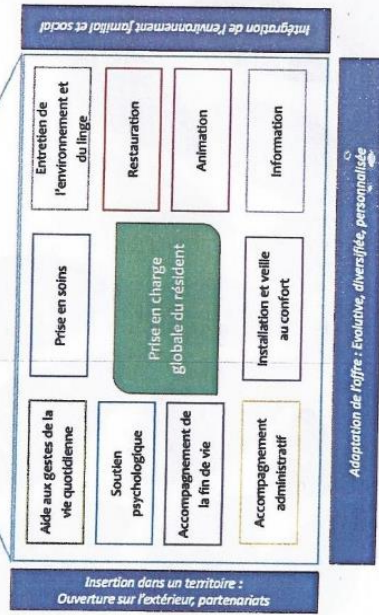 Insertion dans un territoire :
Ouverture sur l'extérieur, partenariats
Aide aux gestes de la
vie quotidienne
Soutien
psychologique
Accompagnement de
la fin de vie
Accompagnement
administratif
Prise en soins
Prise en charge
globale du résident
Installation et veille
au confort
Entretien de
l'environnement et
du linge
Restauration
Animation
Information
Intégration de l'environnement familial et social
Adaptation de l'offre : Evolutive, diversifiée, personnalisée